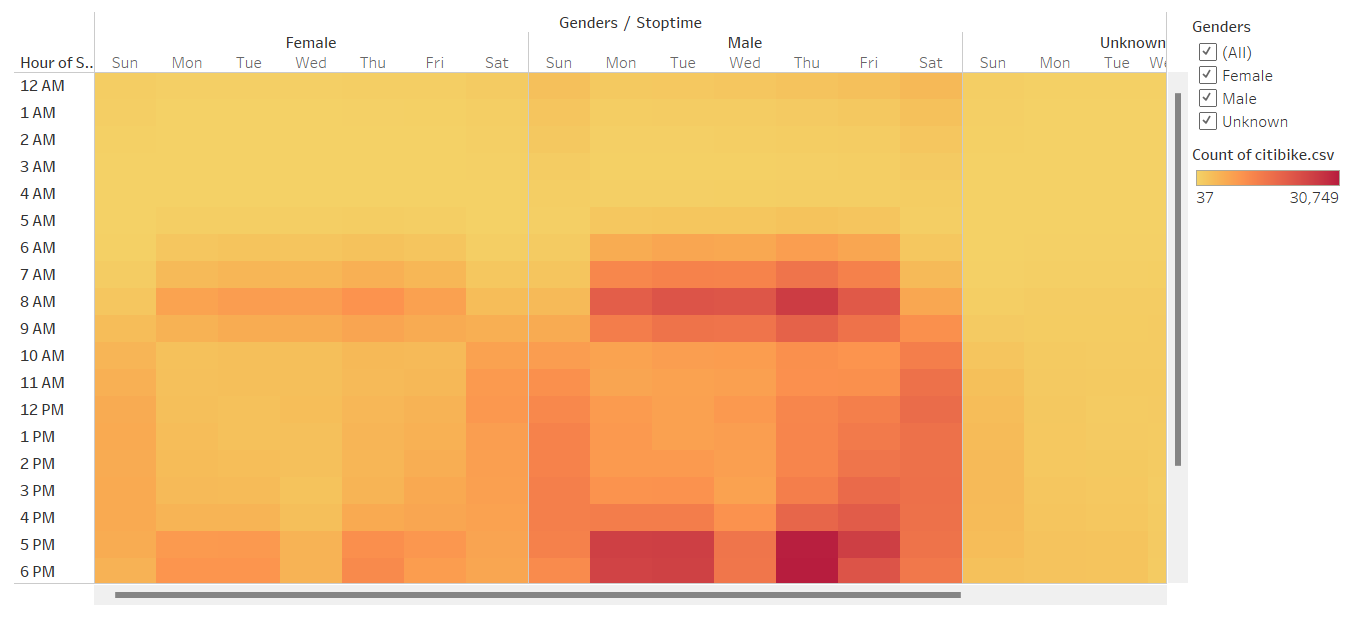 Genders / Stoptime
Female Male Unknown
Hour of S.. Sun Mon Tue Wed Thu Fri Sat Sun Mon Tue Wed Thu Fri Sat Sun Mon Tue We
12 AM
1 AM
2 AM
3 AM
4 AM
5 AM
6 AM
7 AM
8 AM
9 AM
10 AM
11 AM
12 PM
1 PM
2 PM
3 PM
4 PM
5 PM
6 PM
Genders
(All)
Female
Male
Unknown
Count of citibike.csv
37 30,749